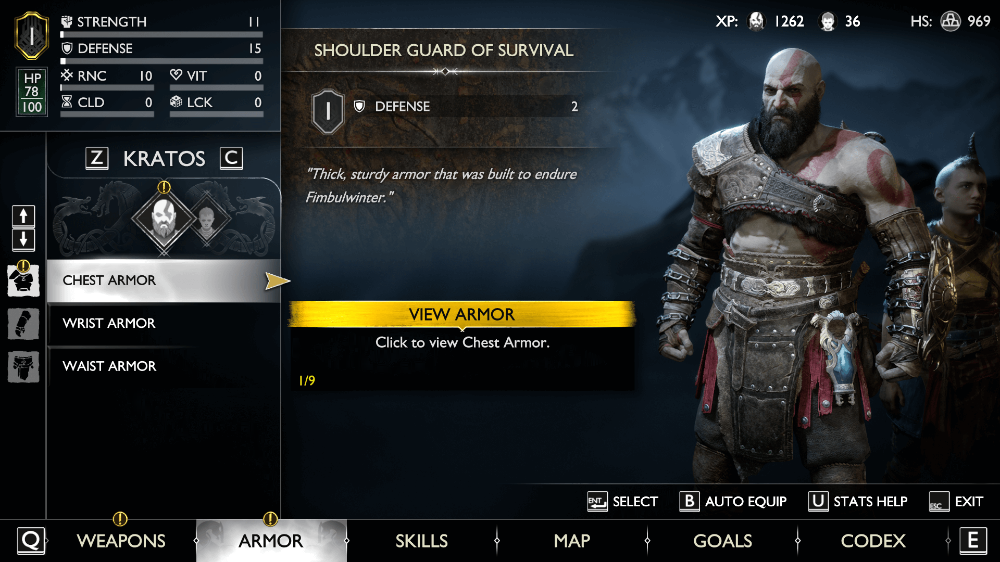 I
STRENGTH 11
DEFENSE 15
HP
78
100
RNC 10
VIT 0
CLD 0
LCK 0
XP: 1262 36
HS: 969
SHOULDER GUARD OF SURVIVAL
I
DEFENSE 2
"Thick, sturdy armor that was built to endure
Fimbulwinter."
Z KRATOS C
!
!
CHEST ARMOR
WRIST ARMOR
WAIST ARMOR
VIEW ARMOR
Click to view Chest Armor.
1/9
ENT SELECT
B AUTO EQUIP
U STATS HELP
ESC EXIT
! !
Q WEAPONS ARMOR SKILLS MAP GOALS CODEX E